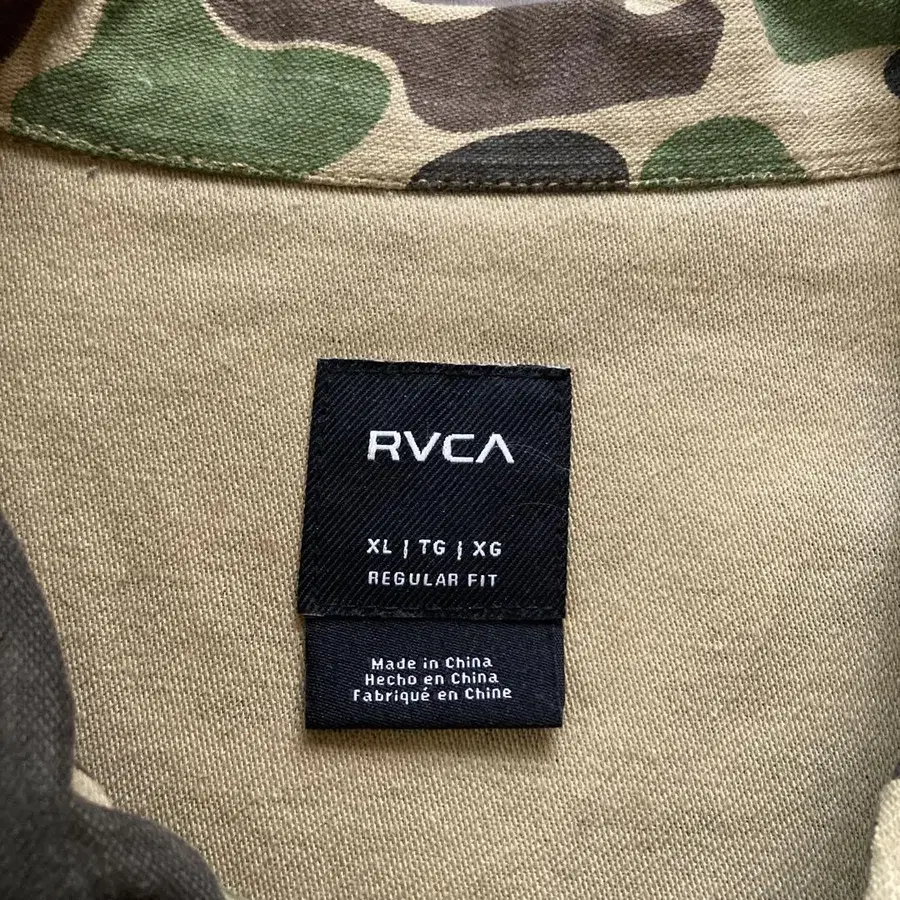 RVCA
XL | TG | XG
REGULAR FIT
Made in China
Hecho en China
Fabriqué en Chine